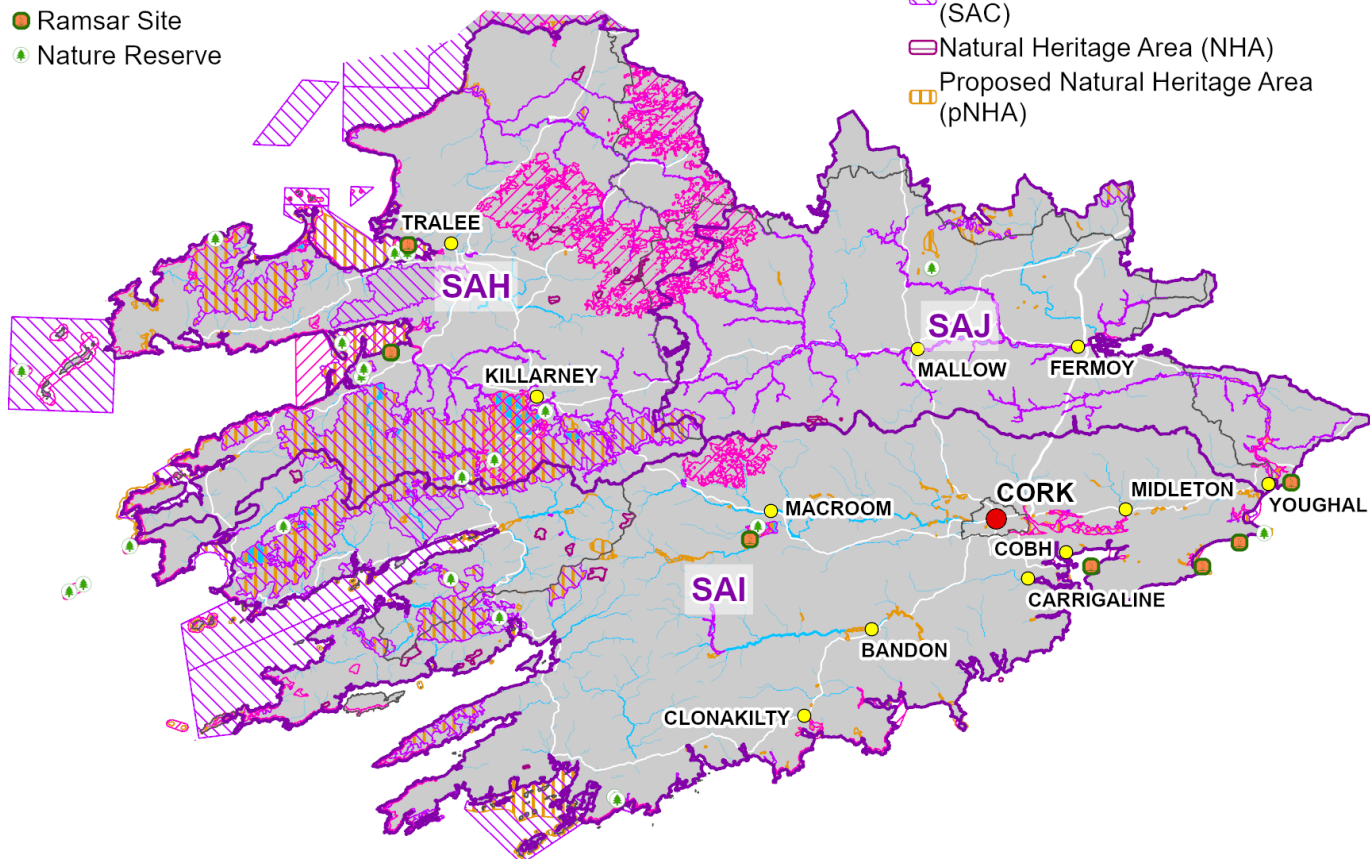 Ramsar Site
Nature Reserve
(SAC)
Natural Heritage Area (NHA)
Proposed Natural Heritage Area
(pNHA)
TRALEE
SAH
SAJ
MALLOW
FERMOY
KILLARNEY
MACROOM
CORK
MIDLETON
YOUGHAL
COBH
SAI
CARRIGALINE
BANDON
CLONAKILTY